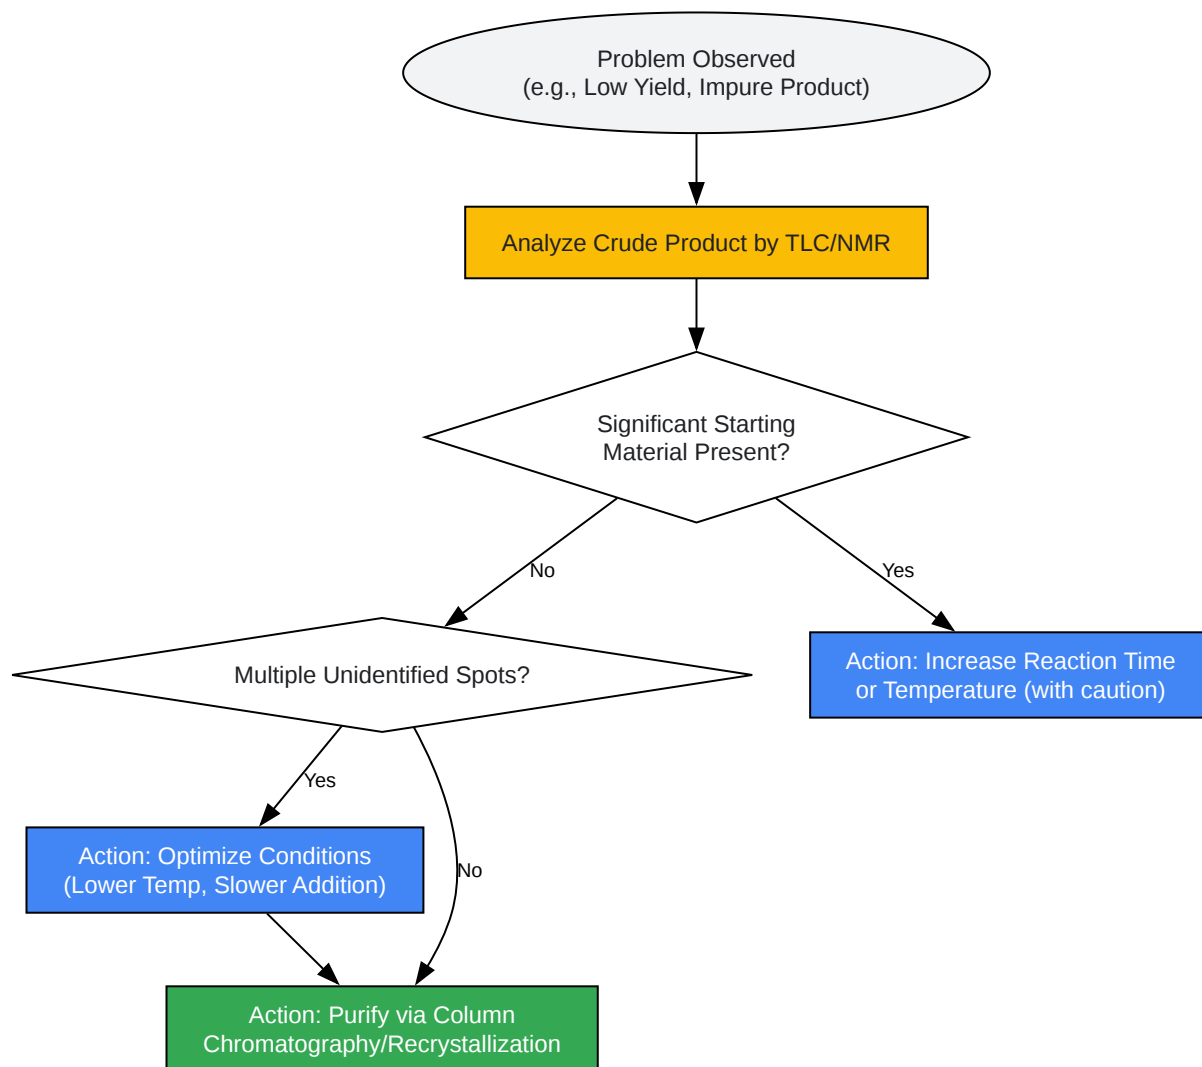 Problem Observed
(e.g., Low Yield, Impure Product)
Analyze Crude Product by TLC/NMR
Significant Starting
Material Present?
No
Yes
Multiple Unidentified Spots?
Action: Increase Reaction Time
or Temperature (with caution)
Yes
Action: Optimize Conditions
(Lower Temp, Slower Addition)
No
Action: Purify via Column
Chromatography/Recrystallization